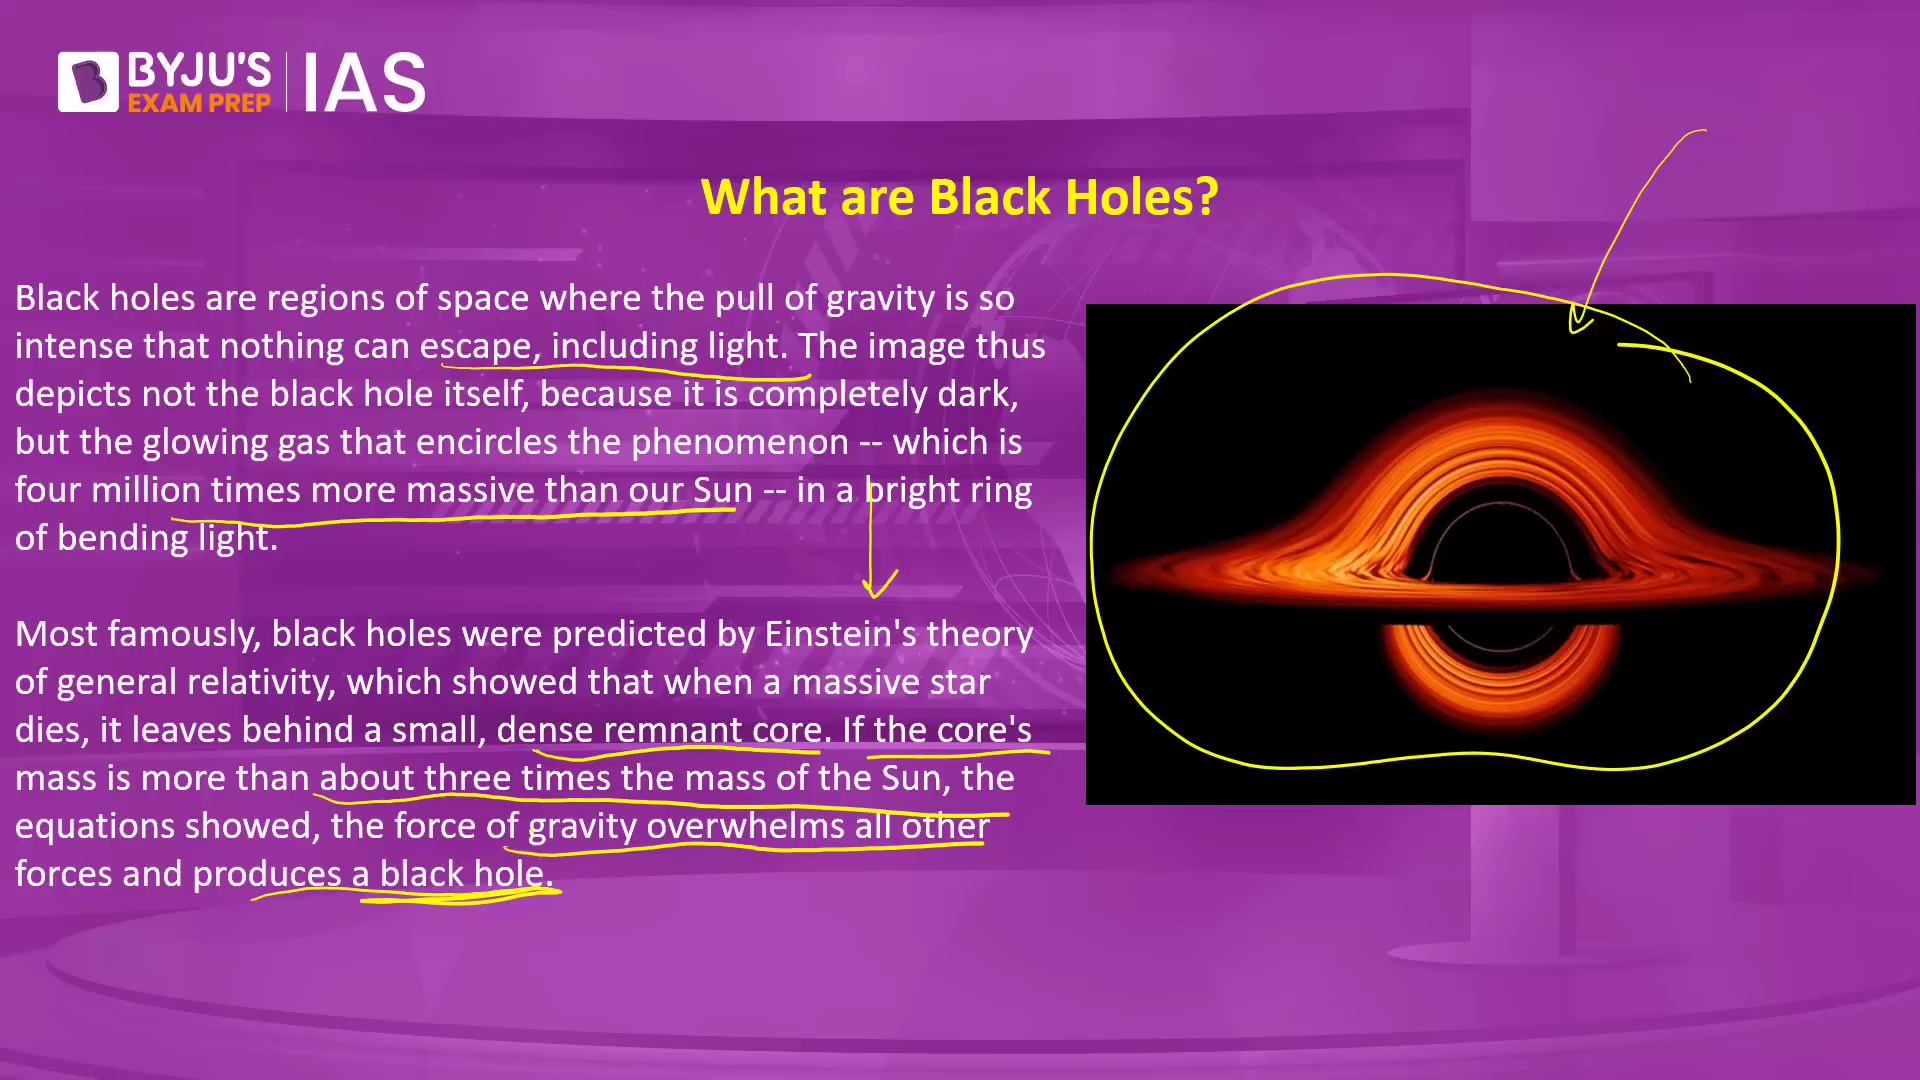 BYJU'S
EXAM PREP
IAS
What are Black Holes?
Black holes are regions of space where the pull of gravity is so
intense that nothing can escape, including light. The image thus
depicts not the black hole itself, because it is completely dark,
but the glowing gas that encircles the phenomenon -- which is
four million times more massive than our Sun -- in a bright ring
of bending light.
Most famously, black holes were predicted by Einstein's theory
of general relativity, which showed that when a massive star
dies, it leaves behind a small, dense remnant core. If the core's
mass is more than about three times the mass of the Sun, the
equations showed, the force of gravity overwhelms all other
forces and produces a black hole.